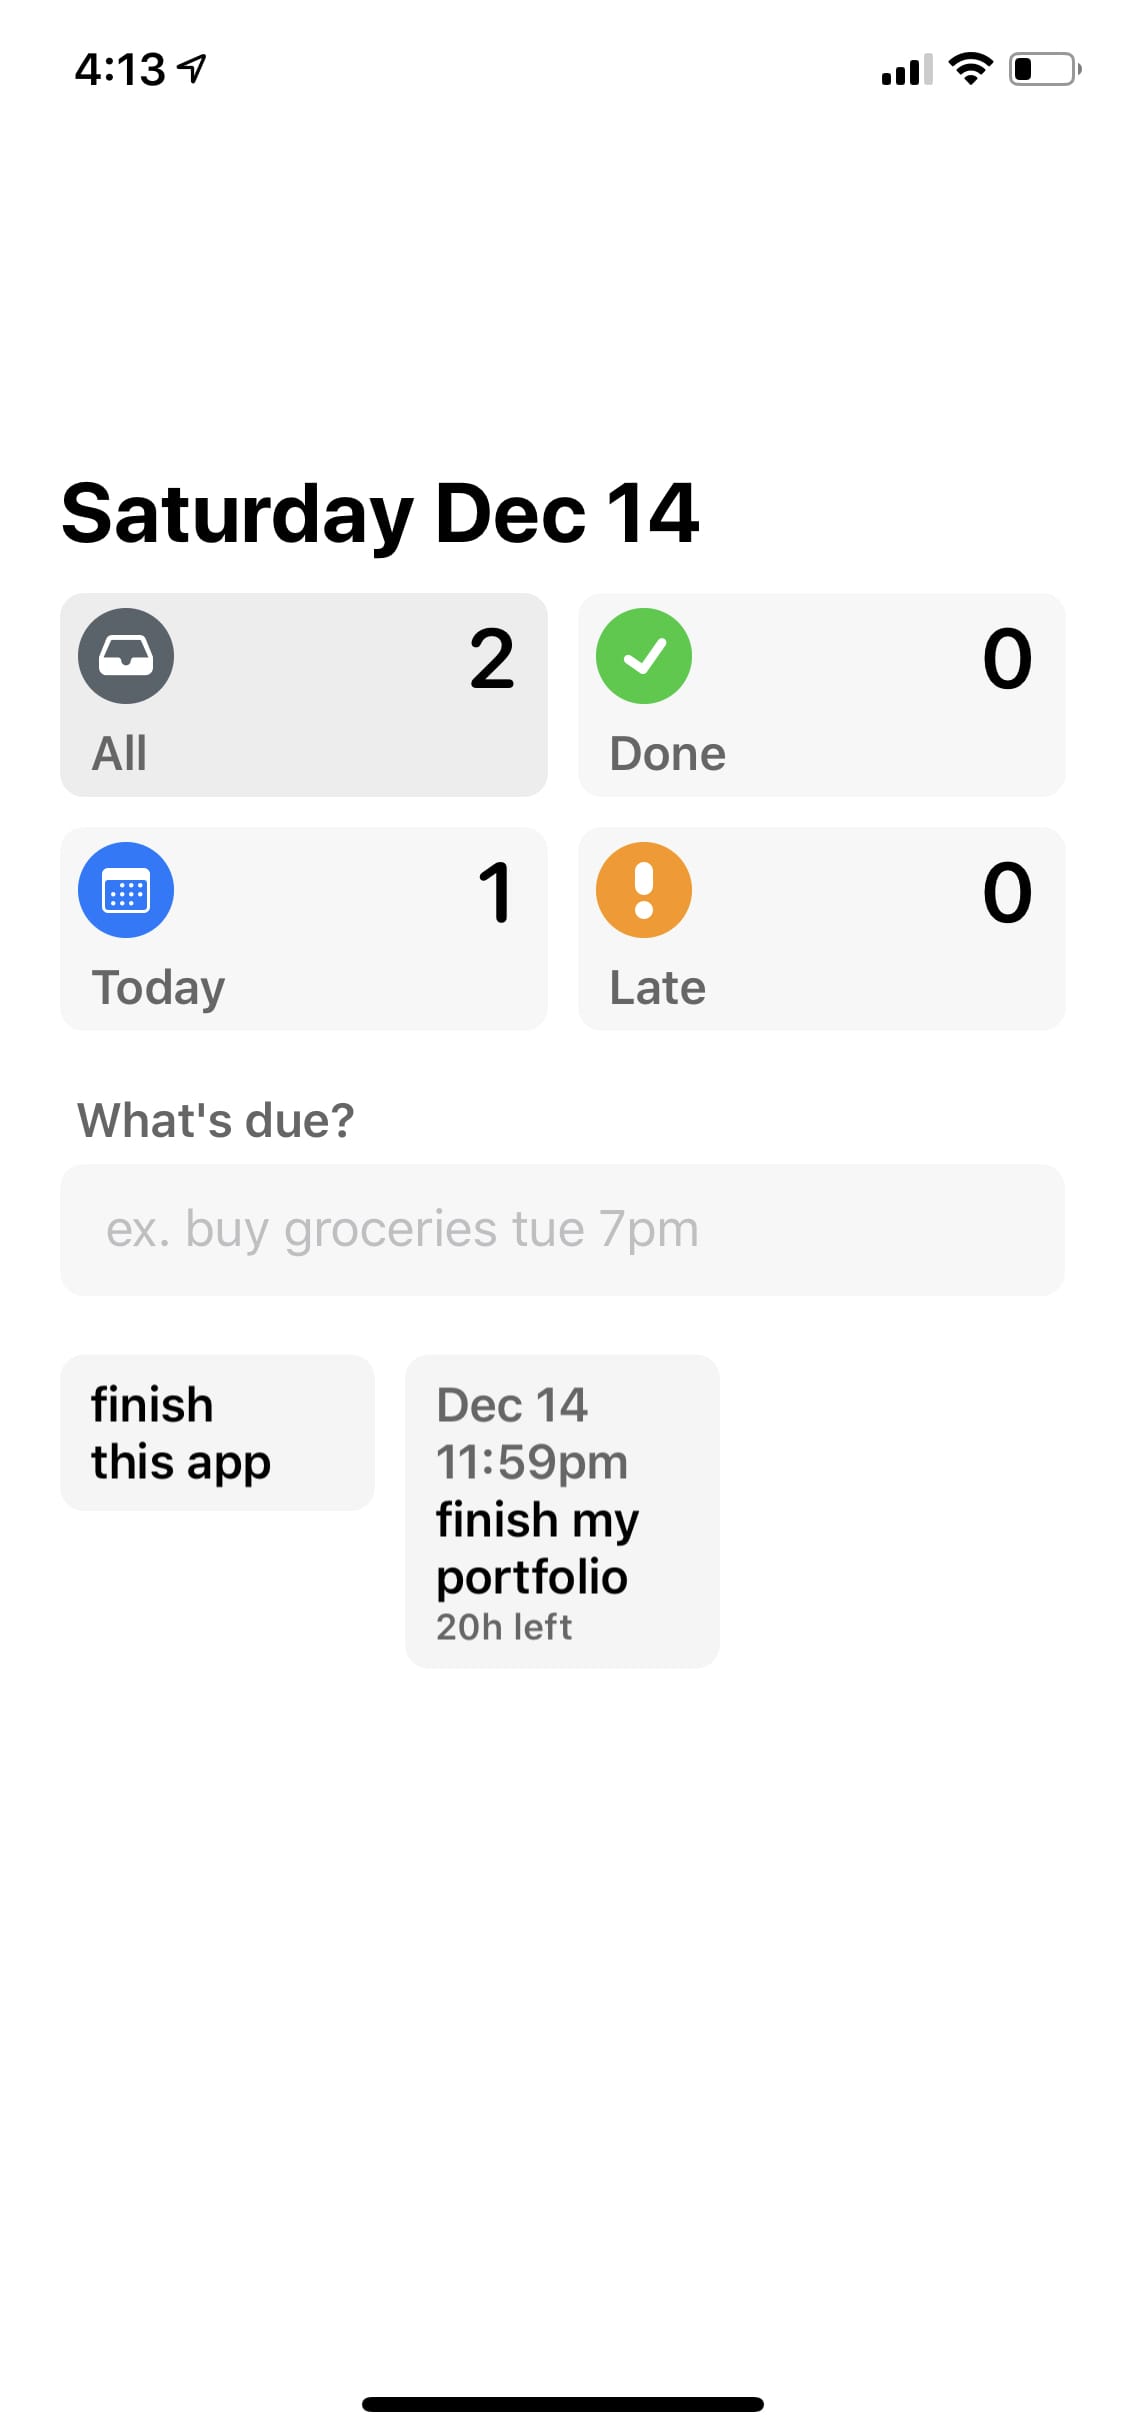 4:13
Saturday Dec 14
2
All
0
Done
1
Today
0
Late
What's due?
ex. buy groceries tue 7pm
finish
this app
Dec 14
11:59pm
finish my
portfolio
20h left